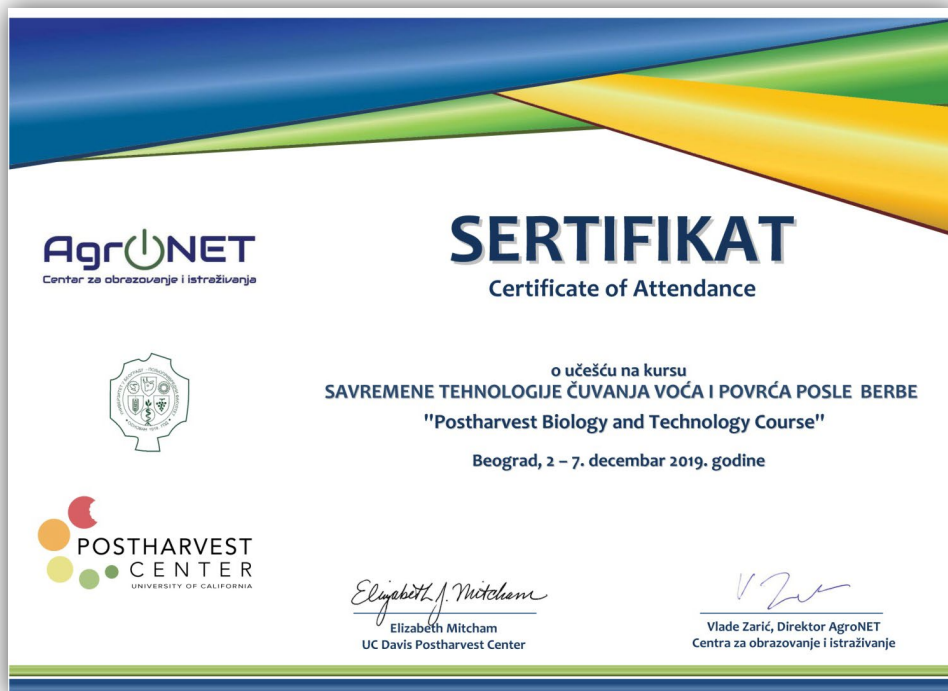 SERTIFIKAT
Certificate of Attendance
AgrONET
Centar za obrazovanje i istraživanja
o učešću na kursu
SAVREMENE TEHNOLOGIJE ČUVANJA VOĆA I POVRĆA POSLE BERBE
"Postharvest Biology and Technology Course"
Beograd, 2 – 7. decembar 2019. godine
POSTHARVEST
CENTER
UNIVERSITY OF CALIFORNIA
Elizabeth J. Mitcham
Elizabeth Mitcham
UC Davis Postharvest Center
Vlade Zarić, Direktor AgroNET
Centra za obrazovanje i istraživanje